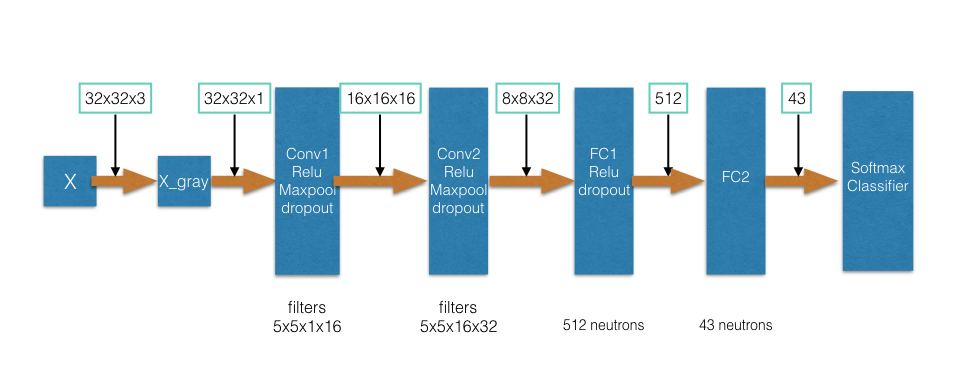 32x32x3
32x32x1
16x16x16
8x8x32
512
43
X
X_gray
Conv1
Relu
Maxpool
dropout
Conv2
Relu
Maxpool
dropout
FC1
Relu
dropout
FC2
Softmax
Classifier
filters
5x5x1x16
filters
5x5x16x32
512 neutrons
43 neutrons